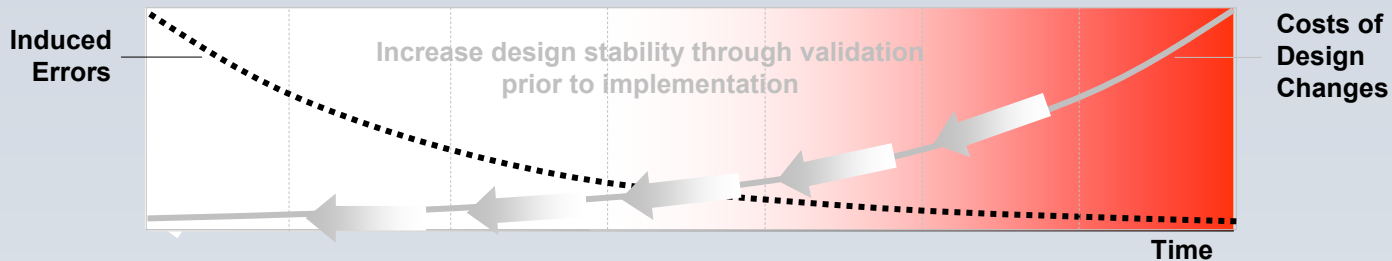 Induced
Errors
Increase design stability through validation
prior to implementation
Costs of
Design
Changes
Time